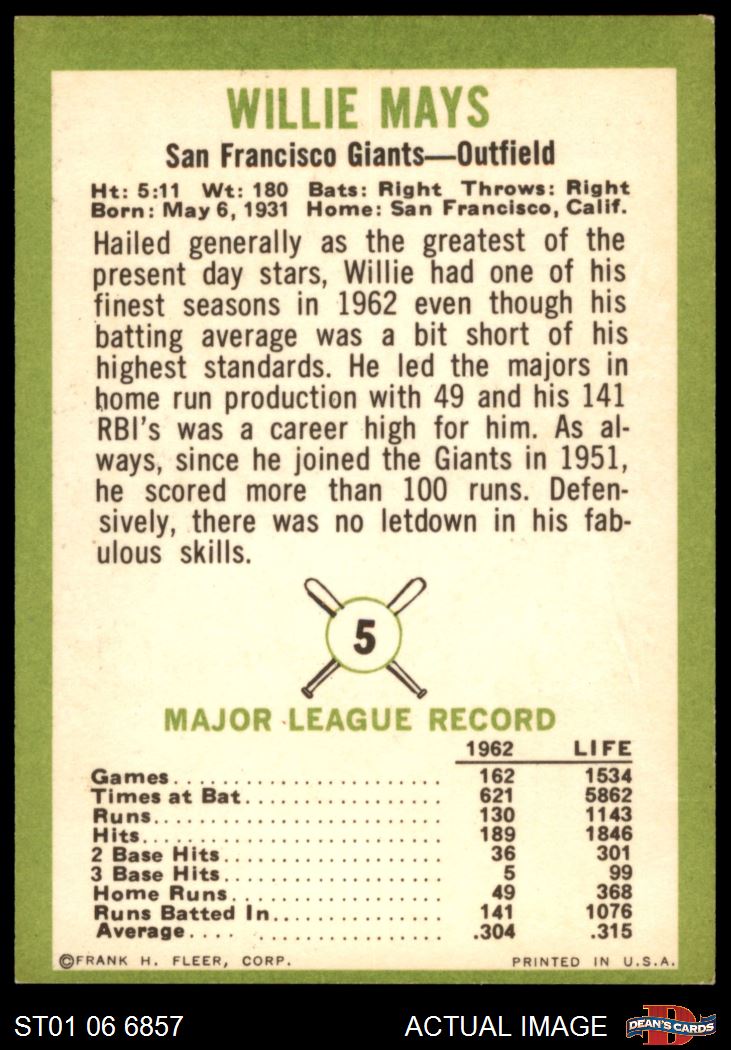 WILLIE MAYS
San Francisco Giants—Outfield
Ht: 5:11 Wt: 180 Bats: Right Throws: Right
Born: May 6, 1931 Home: San Francisco, Calif.
Hailed generally as the greatest of the
present day stars, Willie had one of his
finest seasons in 1962 even though his
batting average was a bit short of his
highest standards. He led the majors in
home run production with 49 and his 141
RBI's was a career high for him. As al-
ways, since he joined the Giants in 1951,
he scored more than 100 runs. Defen-
sively, there was no letdown in his fab-
ulous skills.
5
MAJOR LEAGUE RECORD
1962 LIFE
Games........................ 162 1534
Times at Bat.................. 621 5862
Runs......................... 130 1143
Hits.......................... 189 1846
2 Base Hits.................... 36 301
3 Base Hits.................... 5 99
Home Runs................... 49 368
Runs Batted In................ 141 1076
Average.... ................. .304 .315
©FRANK H. FLEER, CORP. PRINTED IN U.S.A.
ST01 06 6857 ACTUAL IMAGE D DEAN'S CARDS